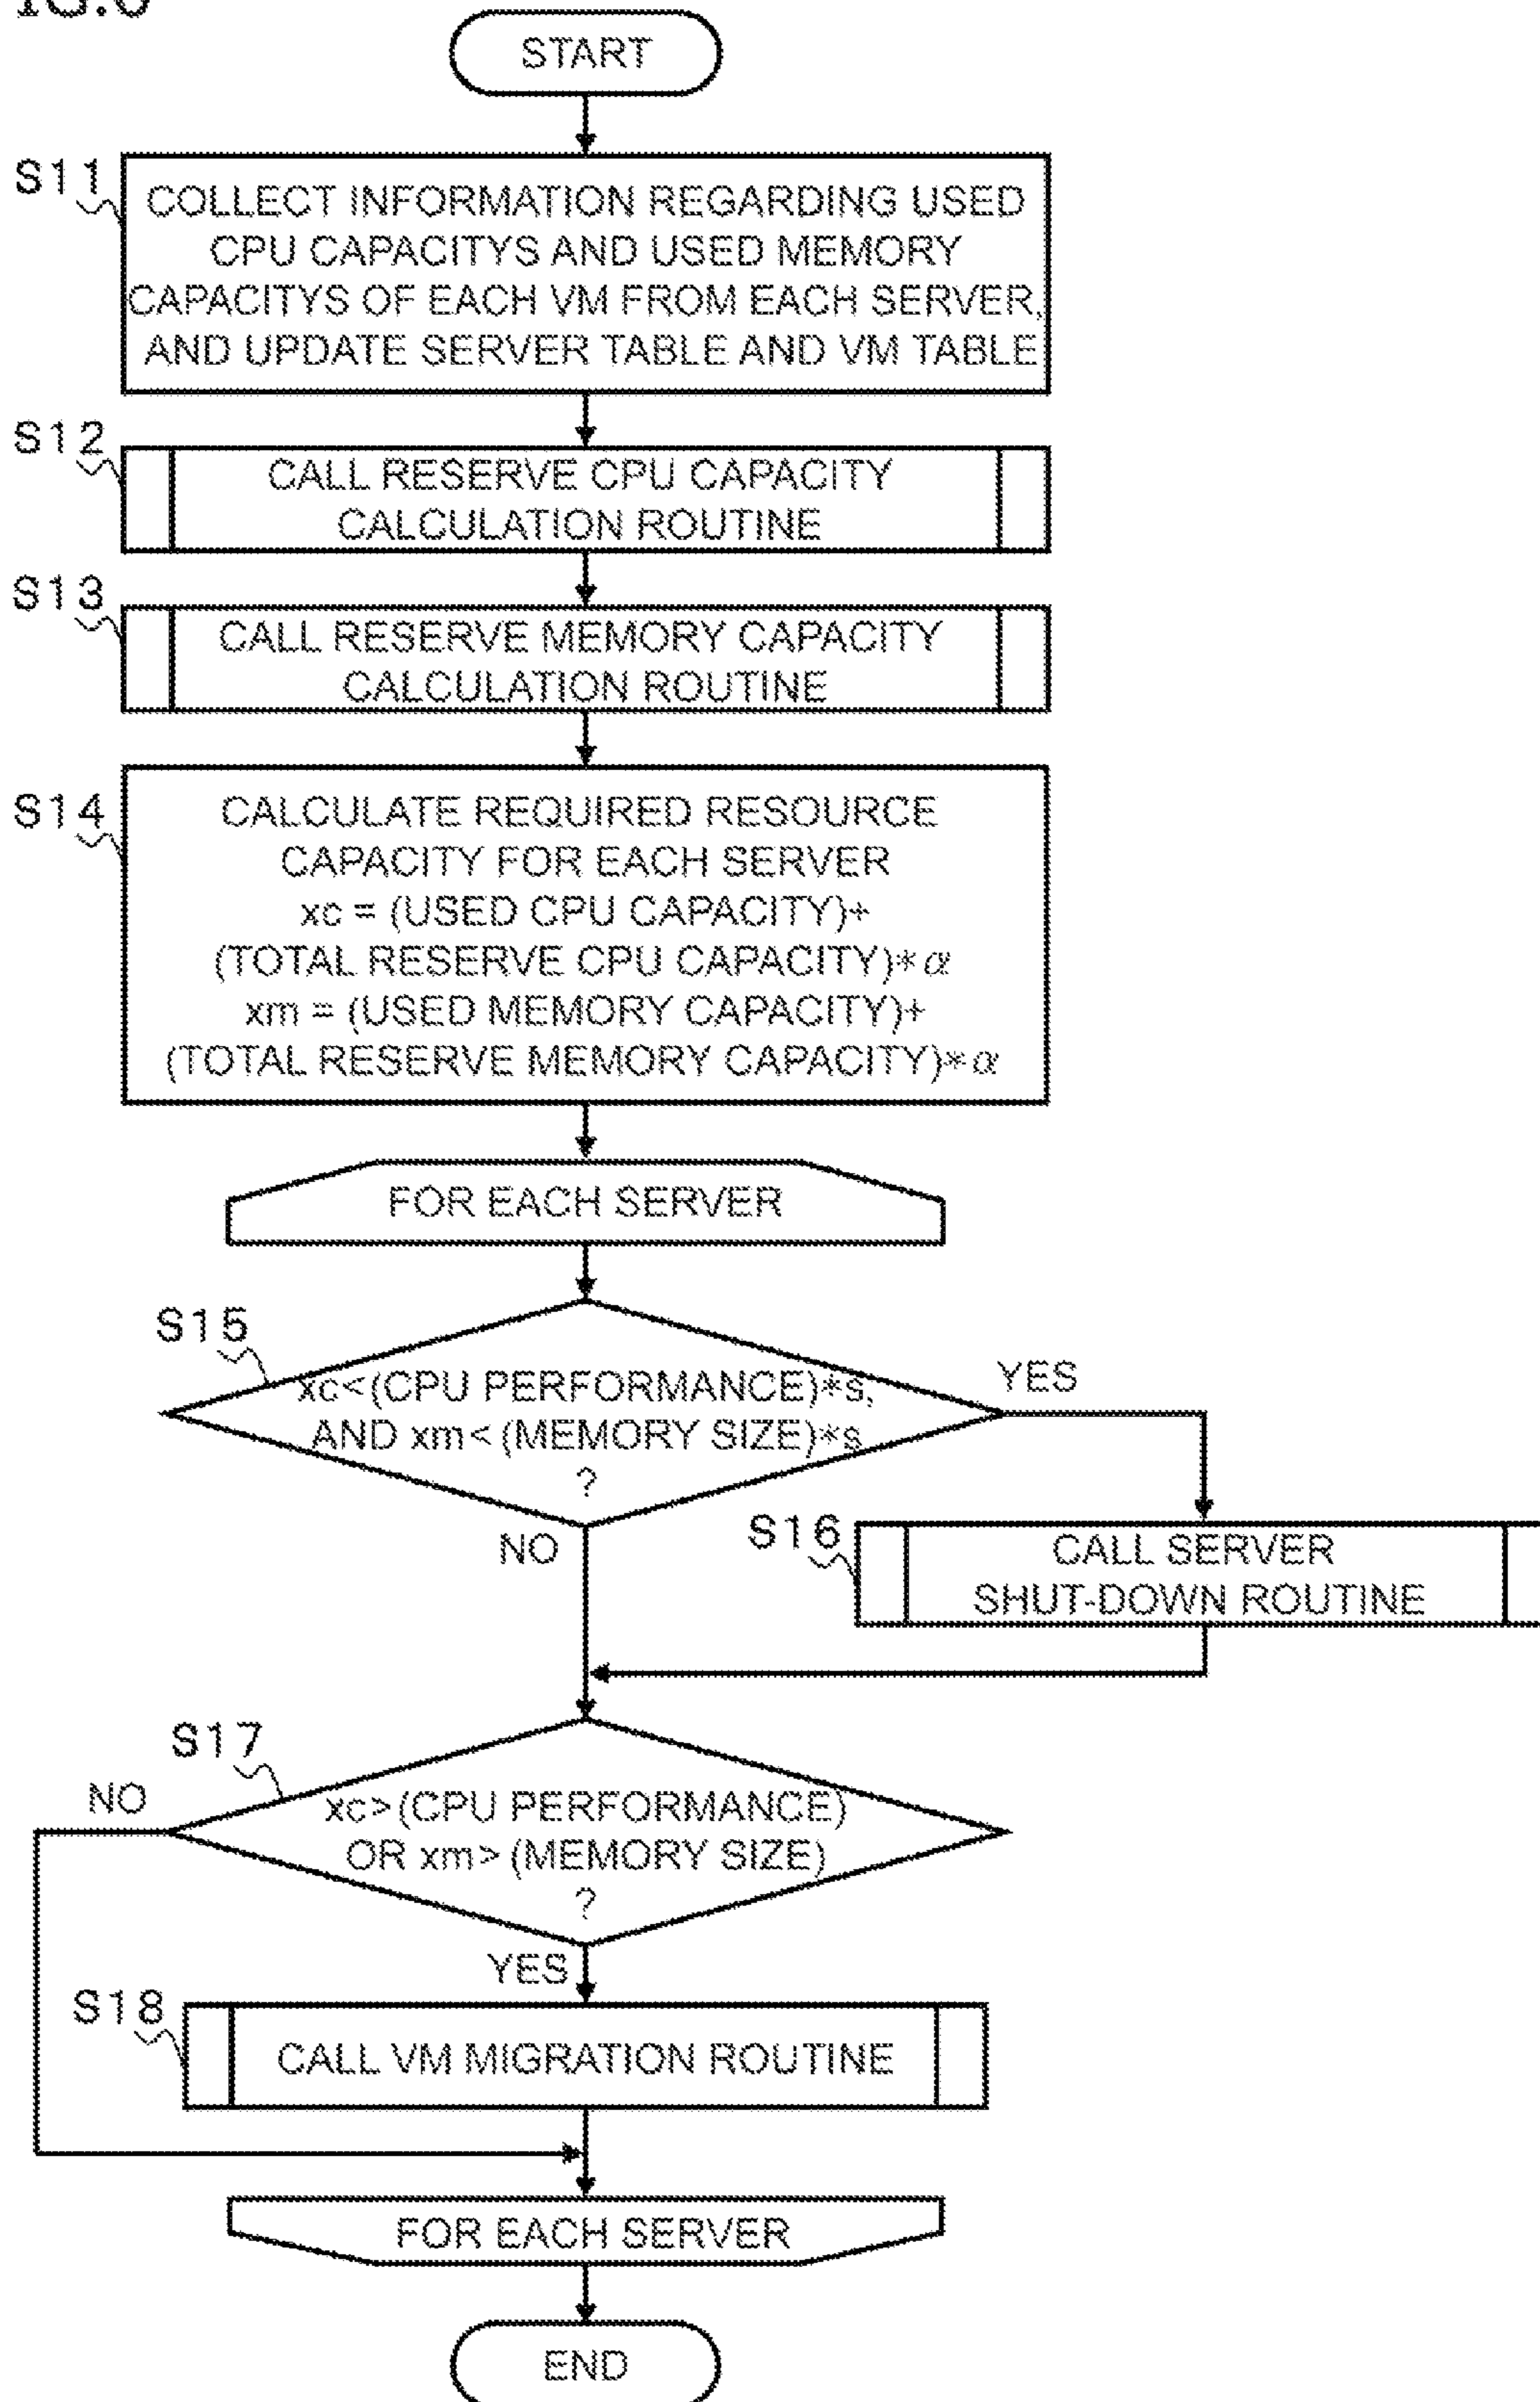 START
S11
COLLECT INFORMATION REGARDING USED
CPU CAPACITYS AND USED MEMORY
CAPACITYS OF EACH VM FROM EACH SERVER,
AND UPDATE SERVER TABLE AND VM TABLE
S12
CALL RESERVE CPU CAPACITY
CALCULATION ROUTINE
S13
CALL RESERVE MEMORY CAPACITY
CALCULATION ROUTINE
S14
CALCULATE REQUIRED RESOURCE
CAPACITY FOR EACH SERVER
xc = (USED CPU CAPACITY)+
(TOTAL RESERVE CPU CAPACITY)*α
xm = (USED MEMORY CAPACITY)+
(TOTAL RESERVE MEMORY CAPACITY)*α
FOR EACH SERVER
S15
xc<(CPU PERFORMANCE)*s,
AND xm<(MEMORY SIZE)*s
?
YES
NO
S16
CALL SERVER
SHUT-DOWN ROUTINE
S17
NO
xc>(CPU PERFORMANCE)
OR xm>(MEMORY SIZE)
?
YES
S18
CALL VM MIGRATION ROUTINE
FOR EACH SERVER
END